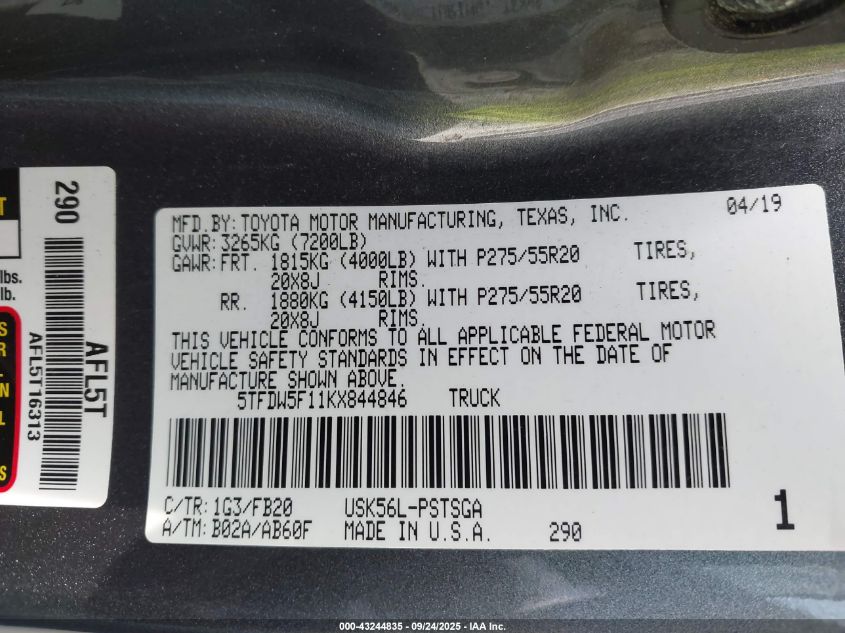 290
T
lbs.
lb.
S
R
L
N
L
S
AFL5T
AFL5T16313
MFD.BY: TOYOTA MOTOR MANUFACTURING, TEXAS, INC. 04/19
GVWR: 3265KG (7200LB)
GAWR: FRT. 1815KG (4000LB) WITH P275/55R20 TIRES,
20X8J RIMS.
RR. 1880KG (4150LB) WITH P275/55R20 TIRES,
20X8J RIMS.
THIS VEHICLE CONFORMS TO ALL APPLICABLE FEDERAL MOTOR
VEHICLE SAFETY STANDARDS IN EFFECT ON THE DATE OF
MANUFACTURE SHOWN ABOVE.
5TFDW5F11KX844846 TRUCK
C/TR: 1G3/FB20 USK56L-PSTSGA
A/TM: B02A/AB60F MADE IN U.S.A. 290 1
000-43244835 - 09/24/2025 - IAA Inc.